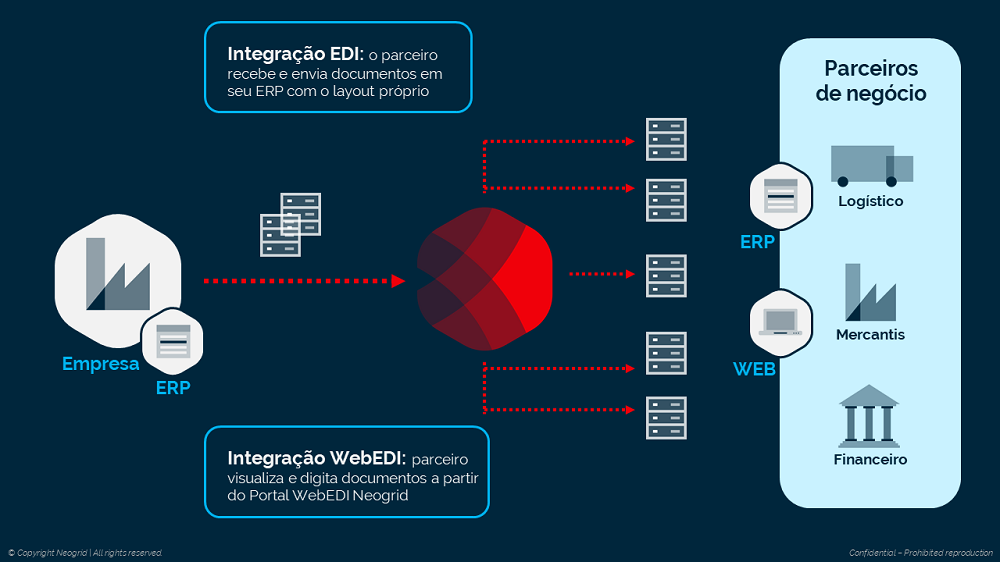 Integração EDI: o parceiro
recebe e envia documentos em
seu ERP com o layout próprio
Parceiros
de negócio
Logístico
ERP
Mercantis
Empresa
ERP
WEB
Financeiro
Integração WebEDI: parceiro
visualiza e digita documentos a partir
do Portal WebEDI Neogrid
© Copyright Neogrid | All rights reserved.
Confidential – Prohibited reproduction